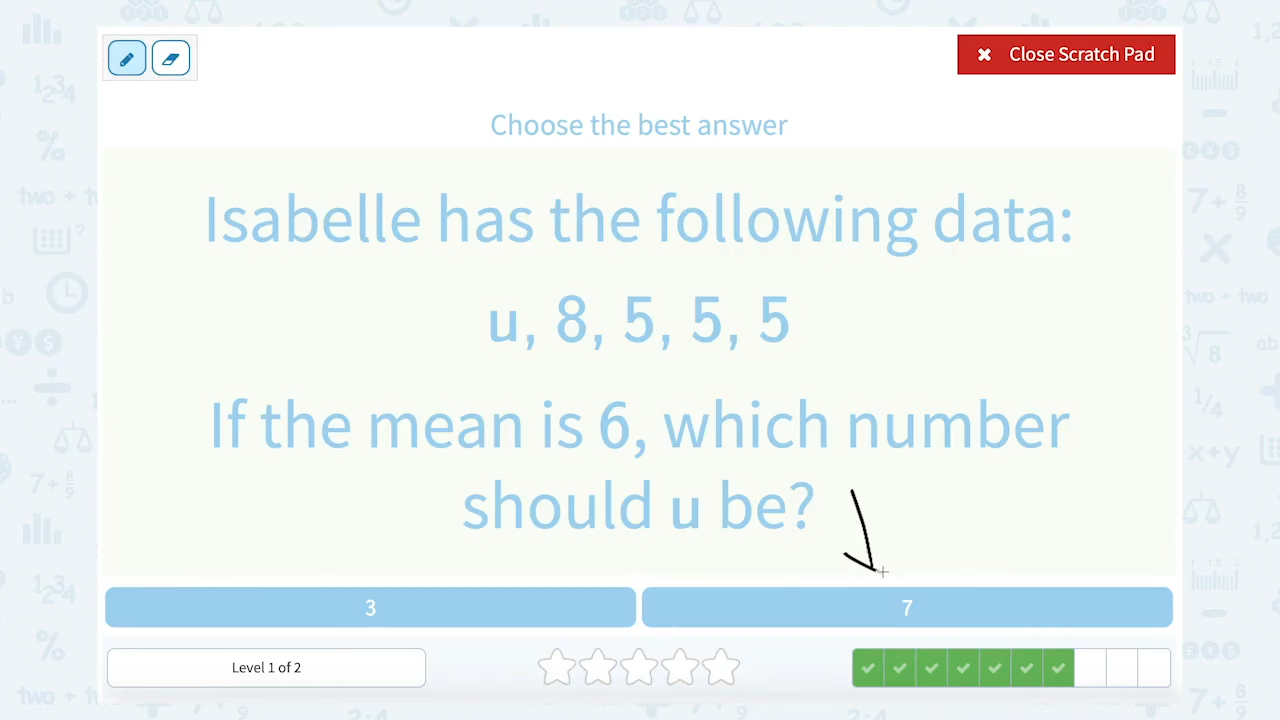 Close Scratch Pad
Choose the best answer
Isabelle has the following data:
u, 8, 5, 5, 5
If the mean is 6, which number
should u be?
3
7
Level 1 of 2